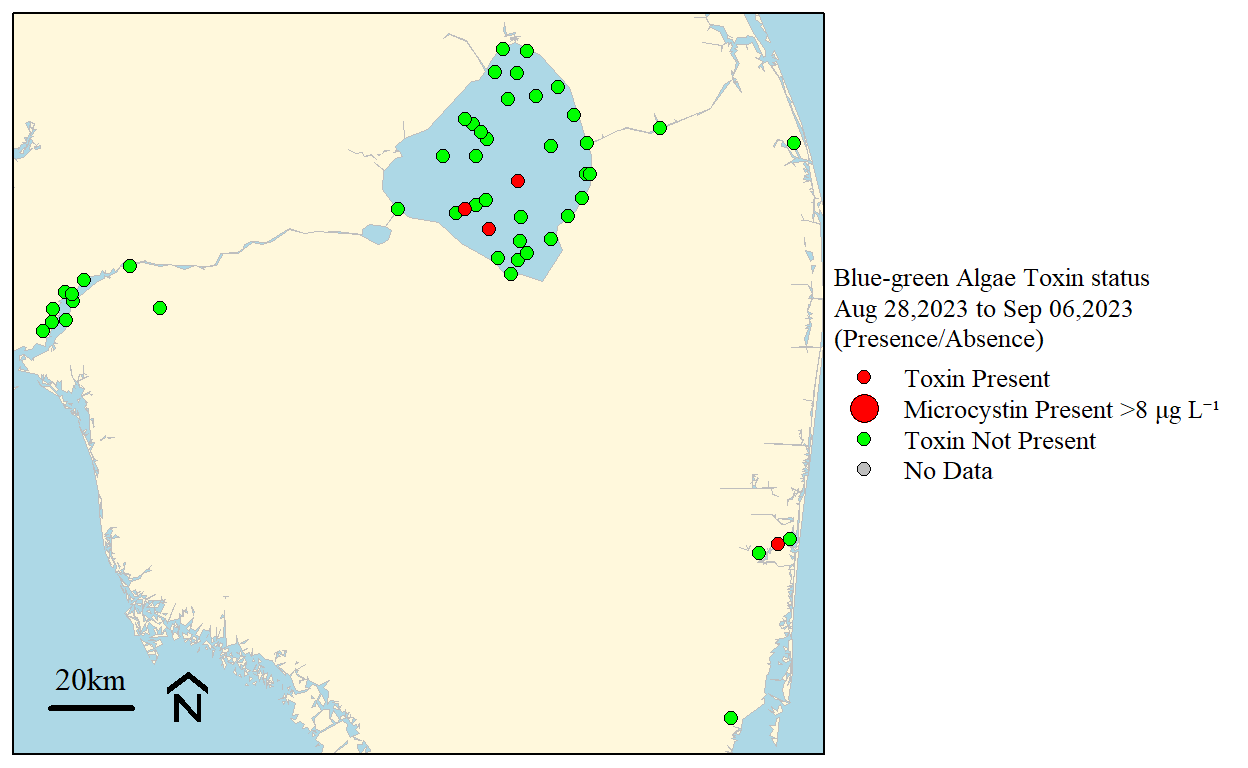 Blue-green Algae Toxin status
Aug 28,2023 to Sep 06,2023
(Presence/Absence)
Toxin Present
Microcystin Present >8 μg L⁻¹
Toxin Not Present
No Data
20km
N